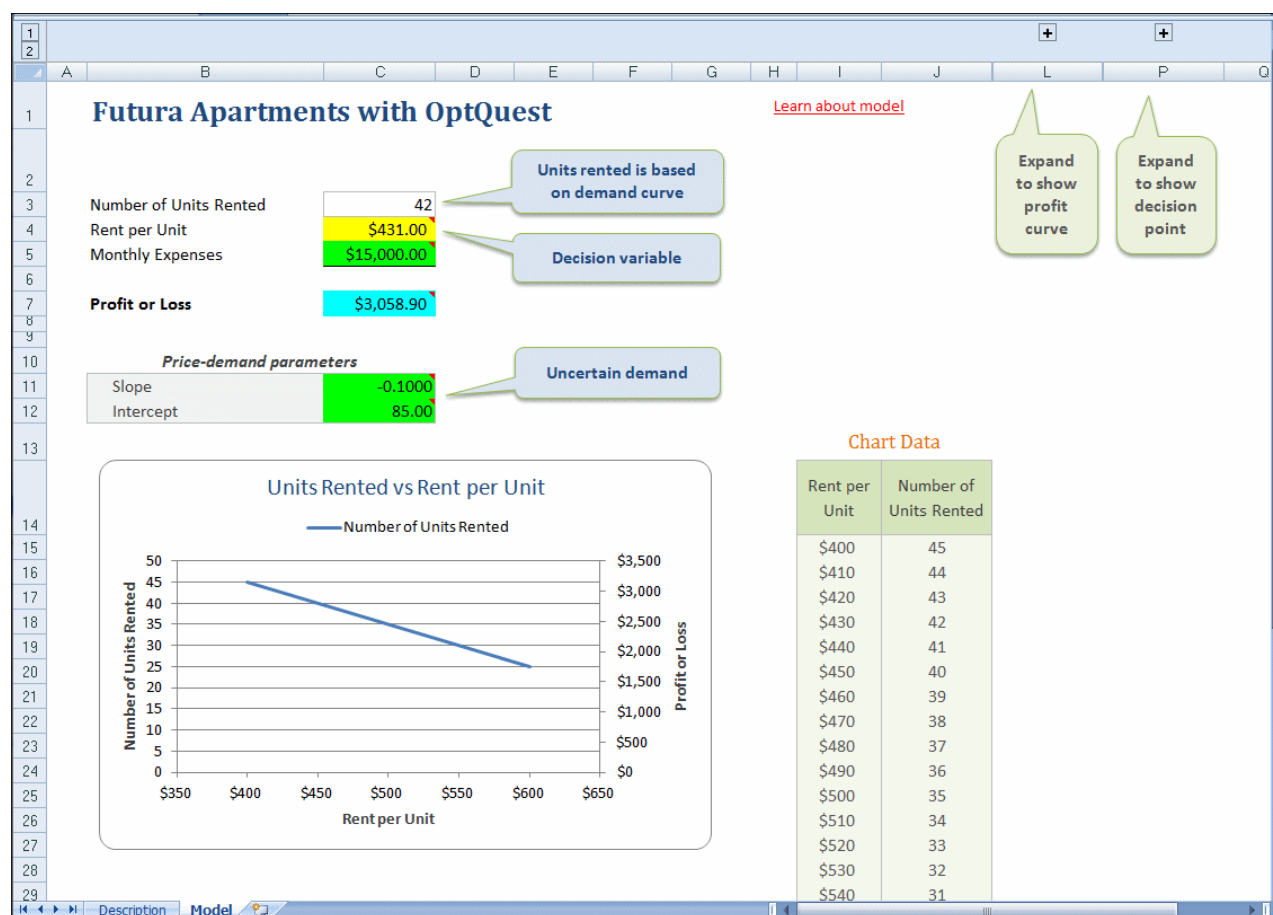 1
2
A B C D E F G H I J L P Q
1 Futura Apartments with OptQuest Learn about model
Expand
to show
profit
curve
Expand
to show
decision
point
2
Units rented is based
on demand curve
3 Number of Units Rented 42
4 Rent per Unit $431.00
5 Monthly Expenses $15,000.00
Decision variable
6
7 Profit or Loss $3,058.90
8
9
10 Price-demand parameters
11 Slope -0.1000
12 Intercept 85.00
Uncertain demand
13 Chart Data
Units Rented vs Rent per Unit
Number of Units Rented
50
45
40
35
30
25
20
15
10
5
0
Number of Units Rented
$3,500
$3,000
$2,500
$2,000
$1,500
$1,000
$500
$0
Profit or Loss
$350 $400 $450 $500 $550 $600 $650
Rent per Unit
14
Rent per
Unit
Number of
Units Rented
15 $400 45
16 $410 44
17 $420 43
18 $430 42
19 $440 41
20 $450 40
21 $460 39
22 $470 38
23 $480 37
24 $490 36
25 $500 35
26 $510 34
27 $520 33
28 $530 32
29 $540 31
Description Model